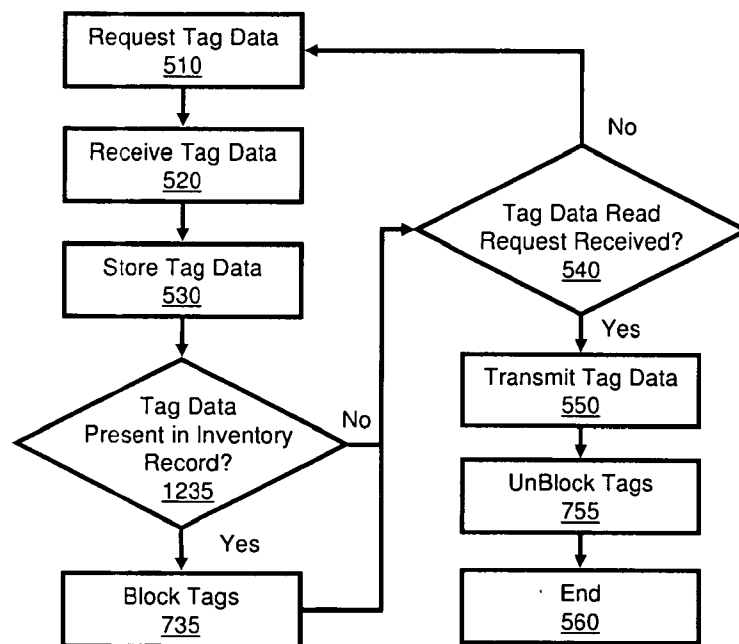 Request Tag Data
510
Receive Tag Data
520
Store Tag Data
530
Tag Data
Present in Inventory
Record?
1235
No
Yes
Block Tags
735
No
Tag Data Read
Request Received?
540
Yes
Transmit Tag Data
550
UnBlock Tags
755
End
560